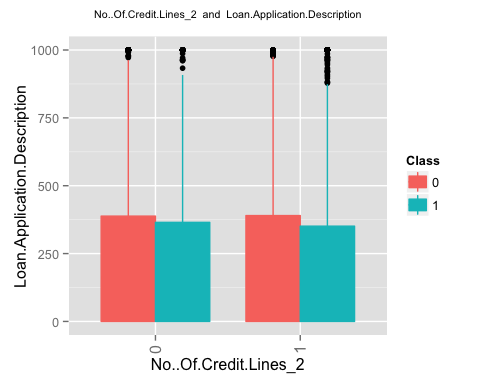 No..Of.Credit.Lines_2 and Loan.Application.Description
1000
750
500
250
0
Loan.Application.Description
0
1
No..Of.Credit.Lines_2
Class
0
1